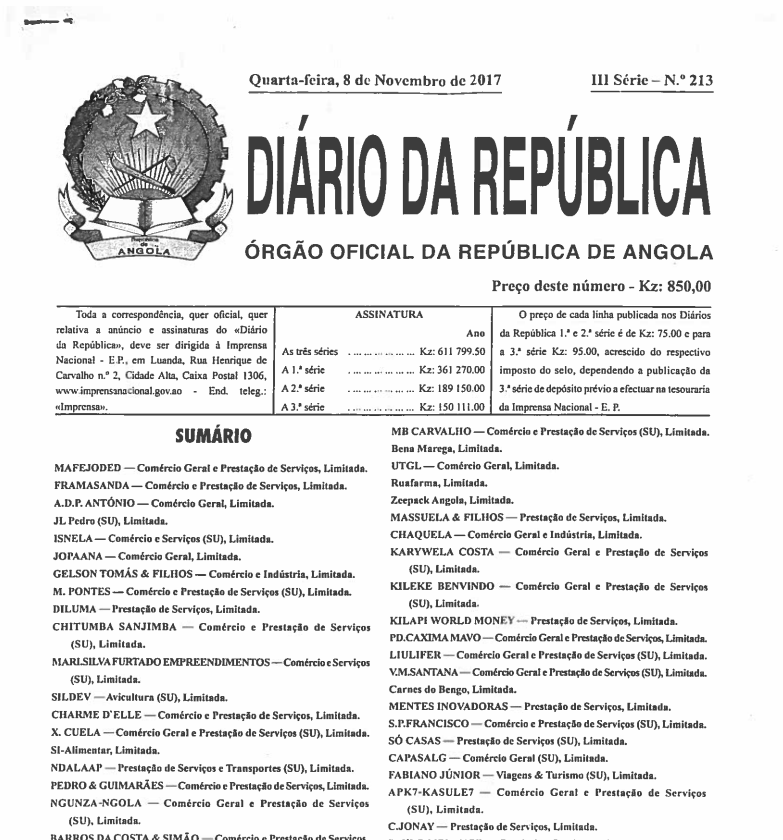 Quarta-feira, 8 de Novembro de 2017
III Série – N.º 213
DIÁRIO DA REPÚBLICA
República
de
ANGOLA
ÓRGÃO OFICIAL DA REPÚBLICA DE ANGOLA
Preço deste número - Kz: 850,00
Toda a correspondência, quer oficial, quer
relativa a anúncio e assinaturas do «Diário
da República», deve ser dirigida à Imprensa
Nacional - E.P., em Luanda, Rua Henrique de
Carvalho n.º 2, Cidade Alta, Caixa Postal 1306,
www.imprensanacional.gov.ao - End. teleg.:
«Imprensa».
ASSINATURA
Ano
As três séries ... ... ... ... ... ... Kz: 611 799.50
A 1.ª série ... ... ... ... ... ... Kz: 361 270.00
A 2.ª série ... ... ... ... ... ... Kz: 189 150.00
A 3.ª série ... ... ... ... ... ... Kz: 150 111.00
O preço de cada linha publicada nos Diários
da República 1.ª e 2.ª série é de Kz: 75.00 e para
a 3.ª série Kz: 95.00, acrescido do respectivo
imposto do selo, dependendo a publicação da
3.ª série de depósito prévio a efectuar na tesouraria
da Imprensa Nacional - E. P.
SUMÁRIO
MAFEJODED — Comércio Geral e Prestação de Serviços, Limitada.
FRAMASANDA — Comércio Geral e Prestação de Serviços, Limitada.
A.D.P. ANTÓNIO — Comércio Geral, Limitada.
JL Pedro (SU), Limitada.
ISNELA — Comércio e Serviços (SU), Limitada.
JOPAANA — Comércio Geral, Limitada.
GELSON TOMÁS & FILHOS — Comércio e Indústria, Limitada.
M. PONTES — Comércio e Prestação de Serviços (SU), Limitada.
DILUMA — Prestação de Serviços, Limitada.
CHITUMBA SANJIMBA — Comércio e Prestação de Serviços
(SU), Limitada.
MARLSILVA FURTADO EMPREENDIMENTOS — Comércio e Serviços
(SU), Limitada.
SILDEV — Avicultura (SU), Limitada.
CHARME D'ELLE — Comércio e Prestação de Serviços, Limitada.
X. CUELA — Comércio Geral e Prestação de Serviços (SU), Limitada.
SI-Alimentar, Limitada.
NDALAAP — Prestação de Serviços e Transportes (SU), Limitada.
PEDRO & GUIMARÃES — Comércio e Prestação de Serviços, Limitada.
NGUNZA-NGOLA — Comércio Geral e Prestação de Serviços
(SU), Limitada.
BARROS DA COSTA & SIMÃO — Comércio e Prestação de Serviços
MB CARVALHO — Comércio e Prestação de Serviços (SU), Limitada.
Bena Marega, Limitada.
UTGL — Comércio Geral, Limitada.
Ruafarma, Limitada.
Zeepack Angola, Limitada.
MASSUELA & FILHOS — Prestação de Serviços, Limitada.
CHAQUELA — Comércio Geral e Indústria, Limitada.
KARYWELA COSTA — Comércio Geral e Prestação de Serviços
(SU), Limitada.
KILEKE BENVINDO — Comércio Geral e Prestação de Serviços
(SU), Limitada.
KILAPI WORLD MONEY — Prestação de Serviços, Limitada.
PD.CAXIMA MAVO — Comércio Geral e Prestação de Serviços, Limitada.
LIULIFER — Comércio Geral e Prestação de Serviços (SU), Limitada.
V.M.SANTANA — Comércio Geral e Prestação de Serviços (SU), Limitada.
Carnes do Bengo, Limitada.
MENTES INOVADORAS — Prestação de Serviços, Limitada.
S.P.FRANCISCO — Comércio e Prestação de Serviços (SU), Limitada.
SÓ CASAS — Prestação de Serviços (SU), Limitada.
CAPASALG — Comércio Geral (SU), Limitada.
FABIANO JÚNIOR — Viagens & Turismo (SU), Limitada.
APK7-KASULE7 — Comércio Geral e Prestação de Serviços
(SU), Limitada.
C.JONAY — Prestação de Serviços, Limitada.